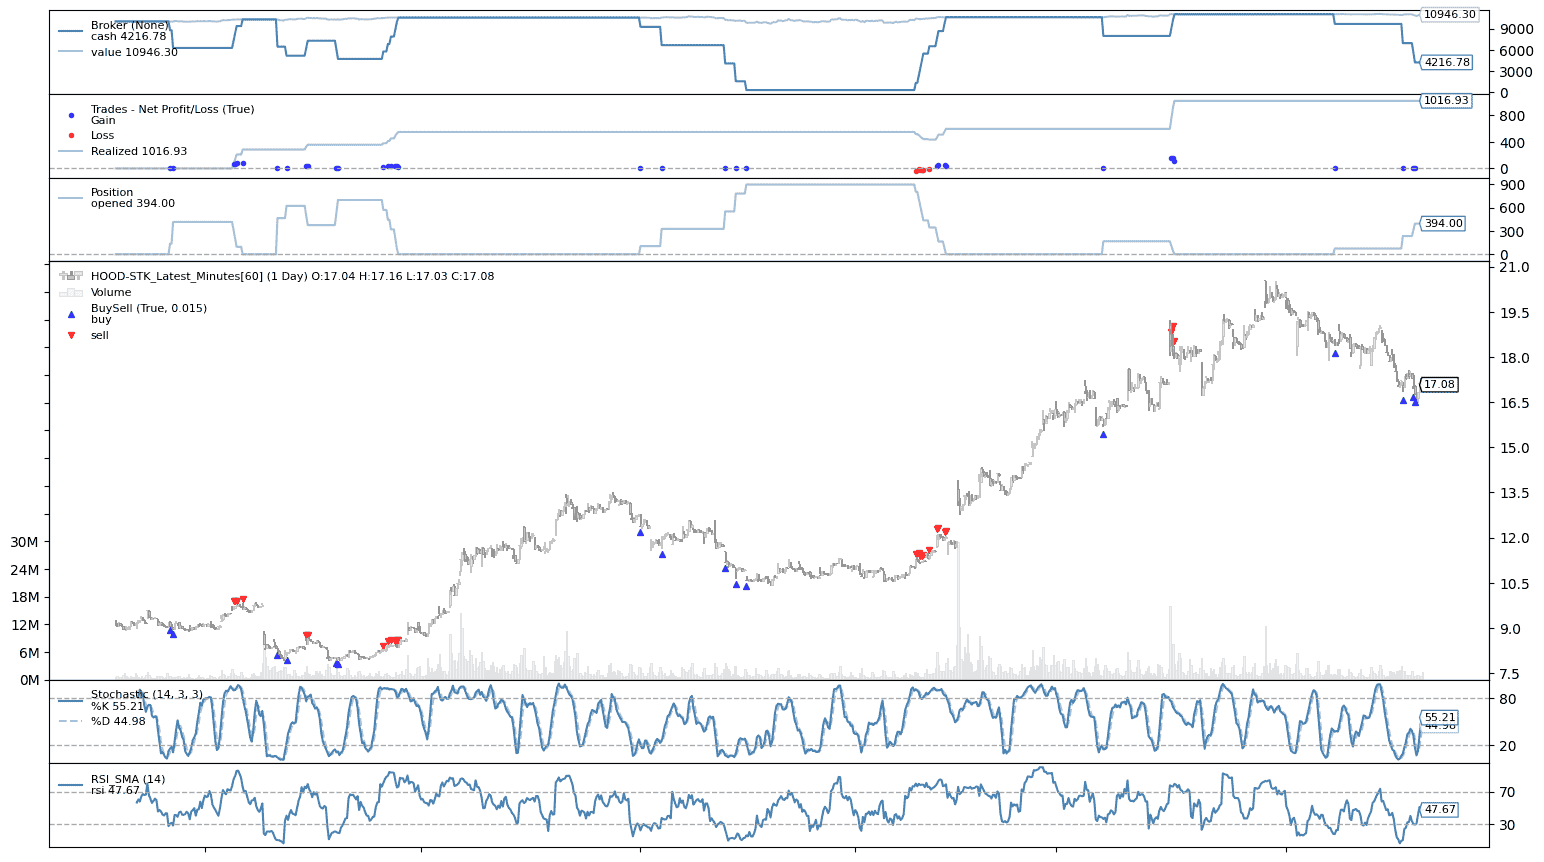 Broker (None)
cash 4216.78
value 10946.30
10946.30
9000
6000
4216.78
3000
0
Trades - Net Profit/Loss (True)
Gain
Loss
Realized 1016.93
1016.93
800
400
0
Position
opened 394.00
900
600
394.00
300
0
HOOD-STK_Latest_Minutes[60] (1 Day) O:17.04 H:17.16 L:17.03 C:17.08
Volume
BuySell (True, 0.015)
buy
sell
21.0
19.5
18.0
17.08
16.5
15.0
13.5
12.0
10.5
9.0
7.5
30M
24M
18M
12M
6M
0M
Stochastic (14, 3, 3)
%K 55.21
%D 44.98
80
55.21
44.98
20
RSI_SMA (14)
rsi 47.67
70
47.67
30